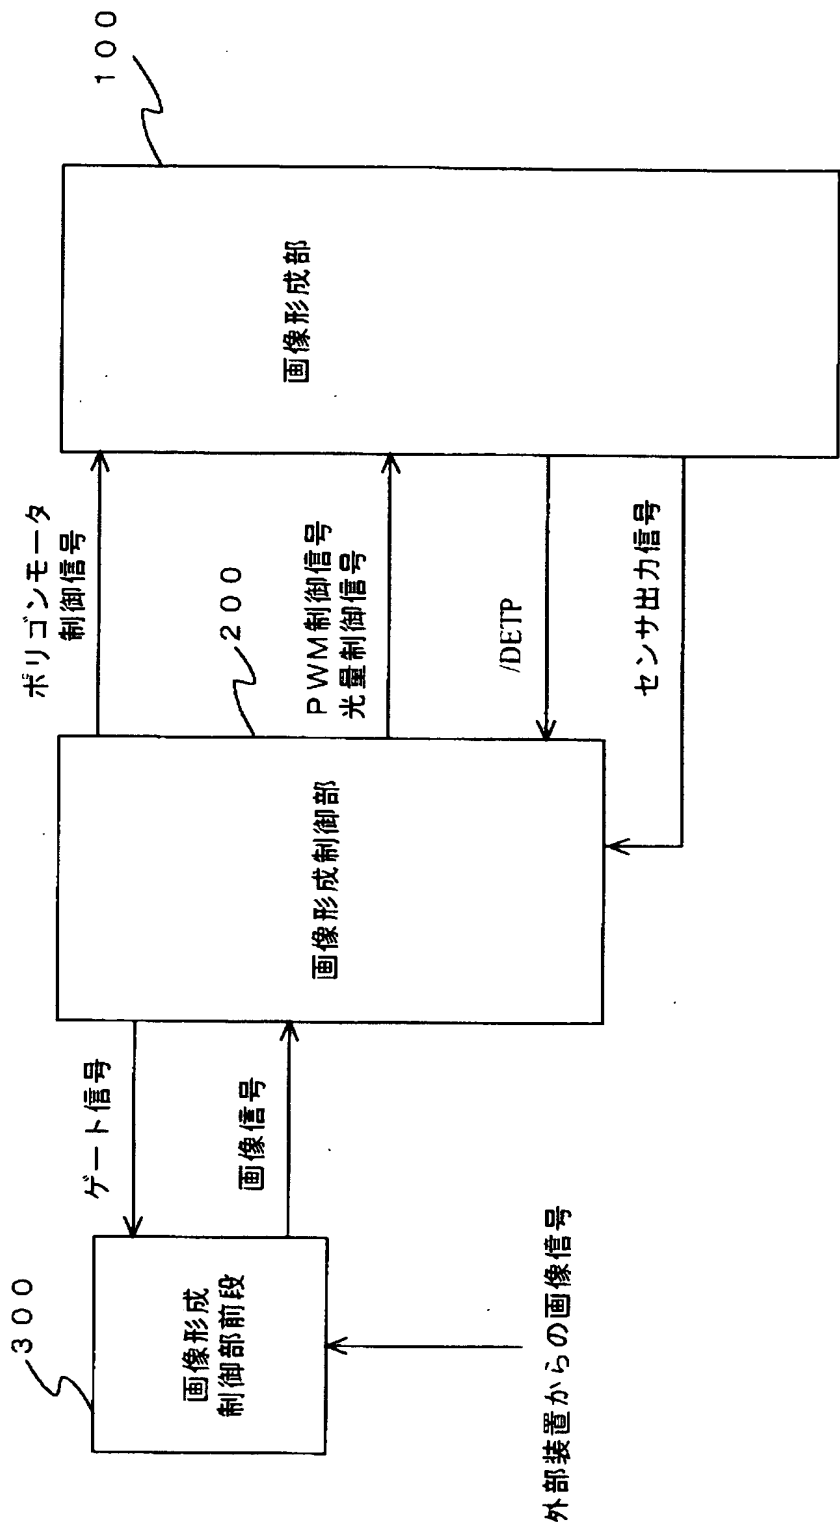 300
画像形成
制御部前段
外部装置からの画像信号
ゲート信号
画像信号
200
画像形成制御部
ポリゴンモータ
制御信号
PWM制御信号
光量制御信号
/DETP
センサ出力信号
100
画像形成部